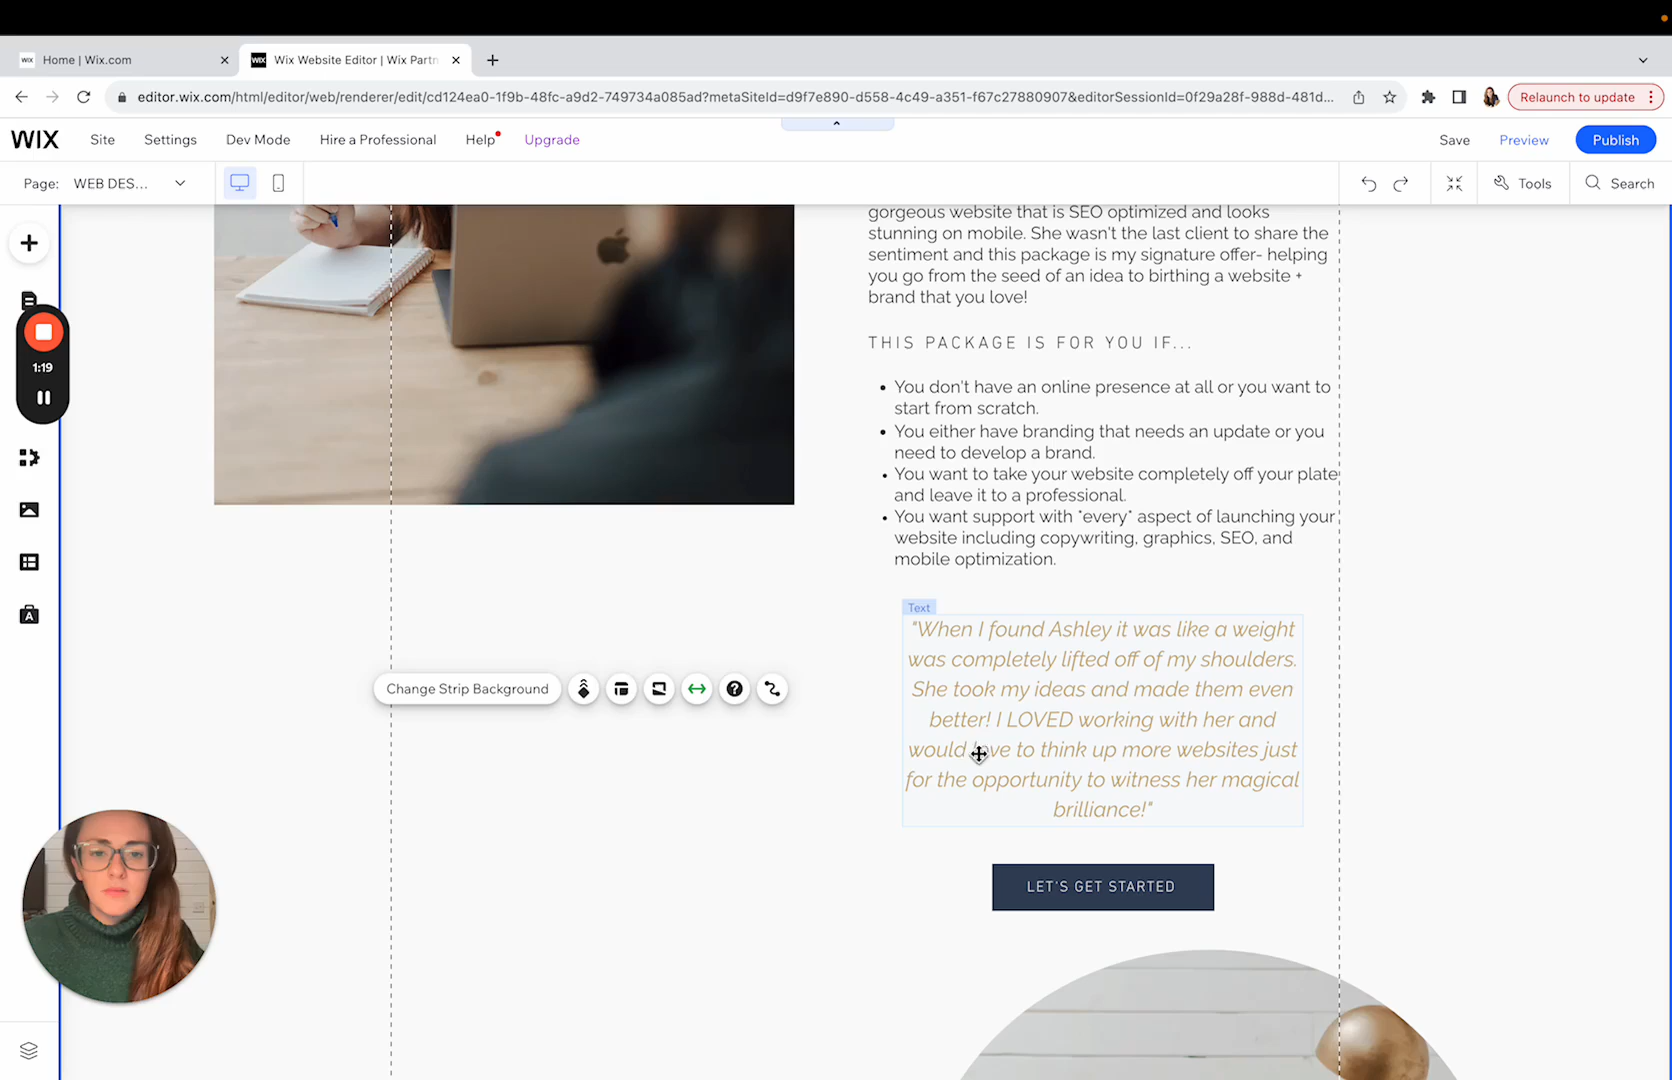 WIX
Home | Wix.com
WIX
Wix Website Editor | Wix Partn
editor.wix.com/html/editor/web/renderer/edit/cd124ea0-1f9b-48fc-a9d2-749734a085ad?metaSiteId=d9f7e890-d558-4c49-a351-f67c27880907&editorSessionId=0f29a28f-988d-481d...
Relaunch to update
WIX
Site
Settings
Dev Mode
Hire a Professional
Help
Upgrade
Save
Preview
Publish
Page: WEB DES...
Tools
Search
gorgeous website that is SEO optimized and looks
stunning on mobile. She wasn't the last client to share the
sentiment and this package is my signature offer- helping
you go from the seed of an idea to birthing a website +
brand that you love!
THIS PACKAGE IS FOR YOU IF...
• You don't have an online presence at all or you want to
start from scratch.
• You either have branding that needs an update or you
need to develop a brand.
• You want to take your website completely off your plate
and leave it to a professional.
• You want support with *every* aspect of launching your
website including copywriting, graphics, SEO, and
mobile optimization.
1:19
Text
"When I found Ashley it was like a weight
was completely lifted off of my shoulders.
She took my ideas and made them even
better! I LOVED working with her and
would love to think up more websites just
for the opportunity to witness her magical
brilliance!"
Change Strip Background
LET'S GET STARTED